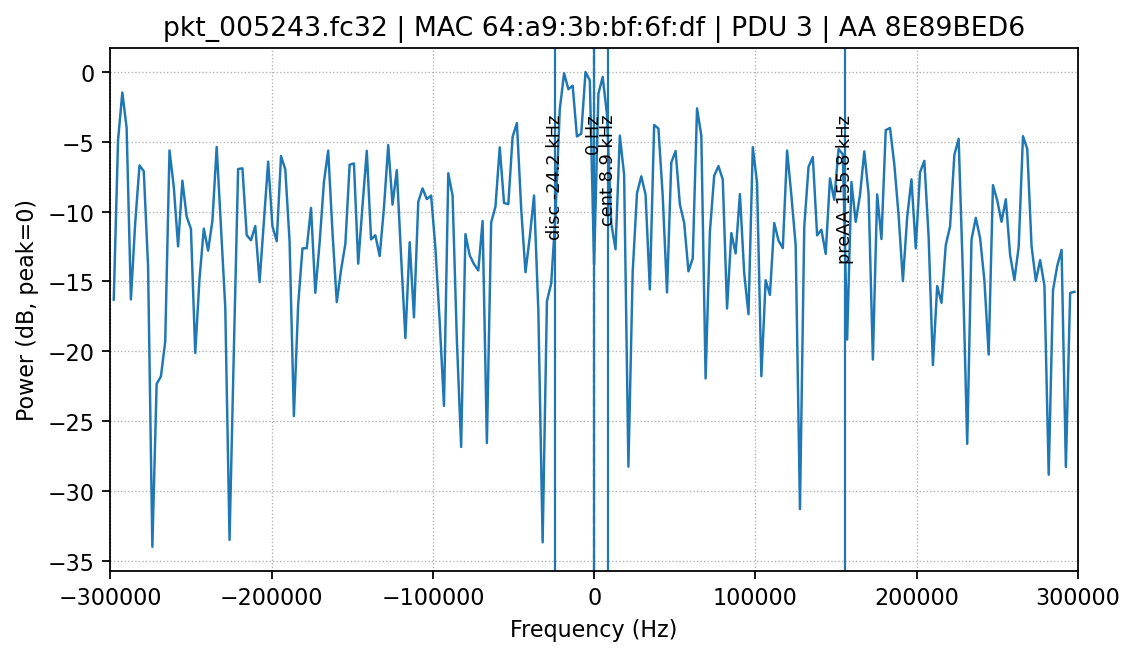 pkt_005243.fc32 | MAC 64:a9:3b:bf:6f:df | PDU 3 | AA 8E89BED6
Power (dB, peak=0)
0
−5
−10
−15
−20
−25
−30
−35
disc -24.2 kHz
0 Hz
cent 8.9 kHz
preAA 155.8 kHz
−300000
−200000
−100000
0
100000
200000
300000
Frequency (Hz)